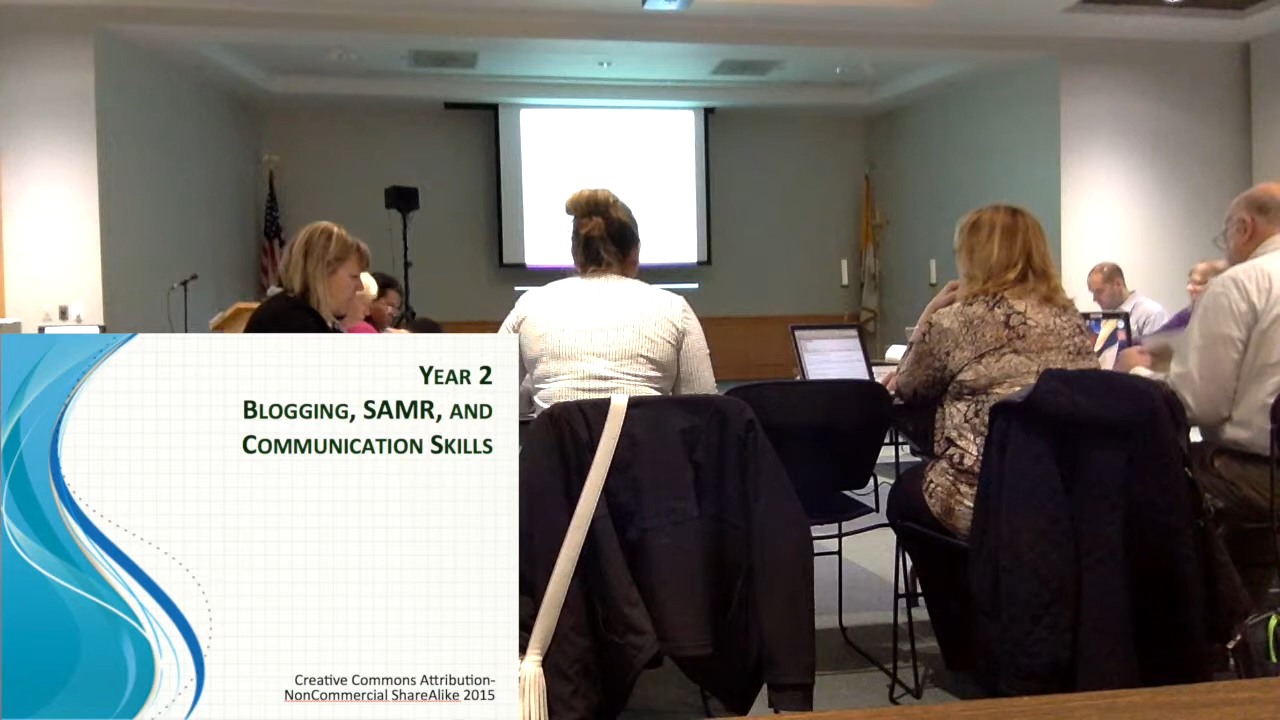 Year 2
Blogging, SAMR, and
Communication Skills
Creative Commons Attribution-
NonCommercial ShareAlike 2015